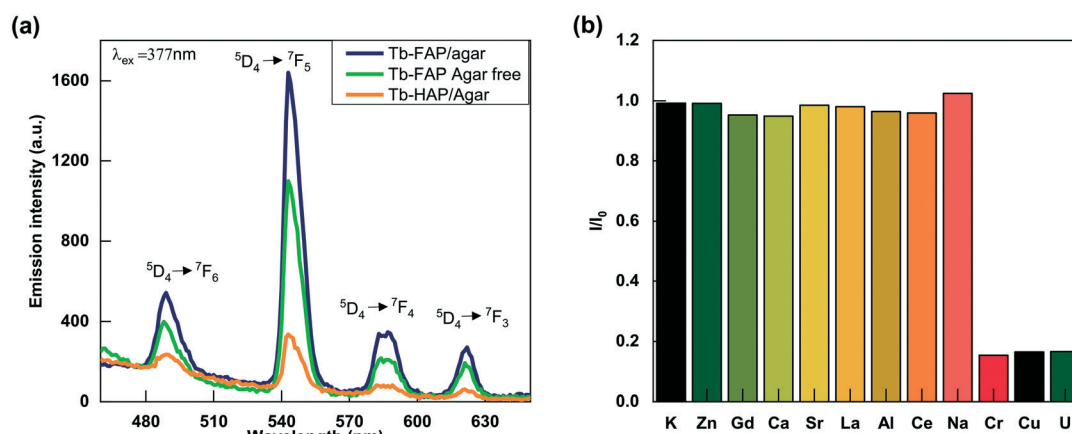 (a)
λex =377nm
⁵D₄→⁷F₅
Tb-FAP/agar
Tb-FAP Agar free
Tb-HAP/Agar
⁵D₄→⁷F₆
⁵D₄→⁷F₄
⁵D₄→⁷F₃
Emission intensity (a.u.)
1600
1200
800
400
0
480 510 540 570 600 630
Wavelength (nm)
(b)
I/I₀
1.2
1.0
0.8
0.6
0.4
0.2
0.0
K Zn Gd Ca Sr La Al Ce Na Cr Cu U